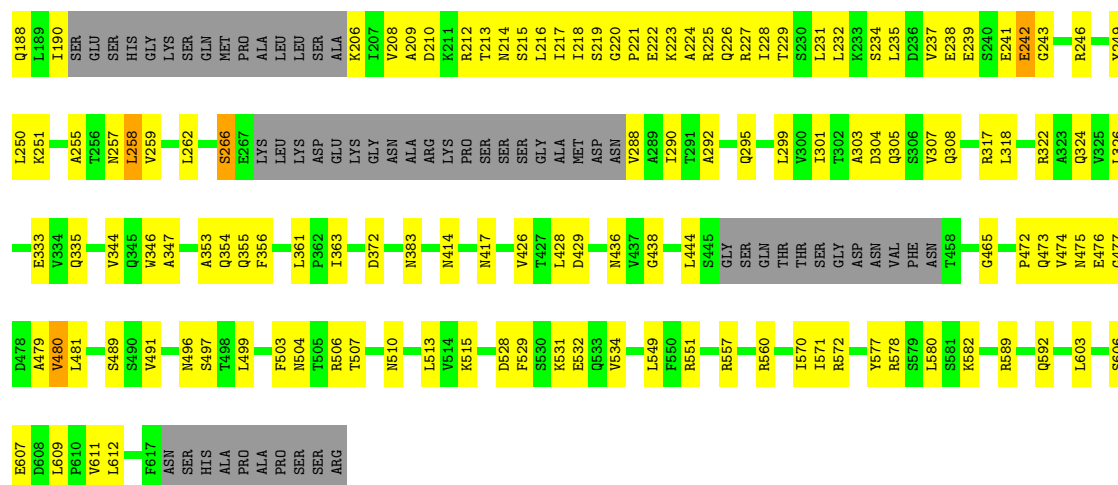 Q188 L189 I190 SER GLU SER HIS GLY LYS SER GLN MET PRO ALA LEU LEU SER ALA K206 I207 V208 A209 D210 K211 R212 T213 N214 S215 L216 I217 I218 S219 G220 P221 E222 K223 A224 R225 Q226 R227 I228 T229 S230 L231 L232 K233 S234 L235 D236 V237 E238 E239 S240 E241 E242 G243 R246 Y249
L250 K251 A255 T256 N257 L258 V259 L262 S266 E267 LYS LEU LYS ASP GLU LYS GLY ASN ALA ARG LYS PRO SER SER SER GLY ALA MET ASP ASN V288 A289 I290 T291 A292 Q295 L299 V300 I301 T302 A303 D304 Q305 S306 V307 Q308 R317 L318 R322 A323 Q324 V325
E333 V334 Q335 V344 Q345 W346 A347 A353 Q354 Q355 F356 L361 P362 I363 D372 N383 N414 N417 V426 T427 L428 D429 N436 V437 G438 L444 S445 GLY SER GLN THR THR SER GLY ASP ASN VAL PHE ASN T458 G465 P472 Q473 V474 N475 E476
D478 A479 V480 L481 S489 S490 V491 N496 S497 T498 L499 F503 N504 T505 R506 T507 N510 L513 V514 K515 D528 F529 S530 K531 E532 Q533 V534 L549 F550 R551 R557 R560 I570 I571 R572 Y577 R578 S579 L580 S581 K582 R589 Q592 L603
E607 D608 L609 P610 V611 L612 F617 ASN SER HIS ALA PRO ALA PRO SER SER ARG